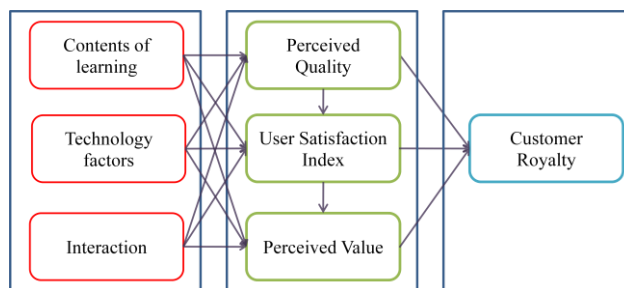 Contents of
learning
Technology
factors
Interaction
Perceived
Quality
User Satisfaction
Index
Perceived Value
Customer
Royalty